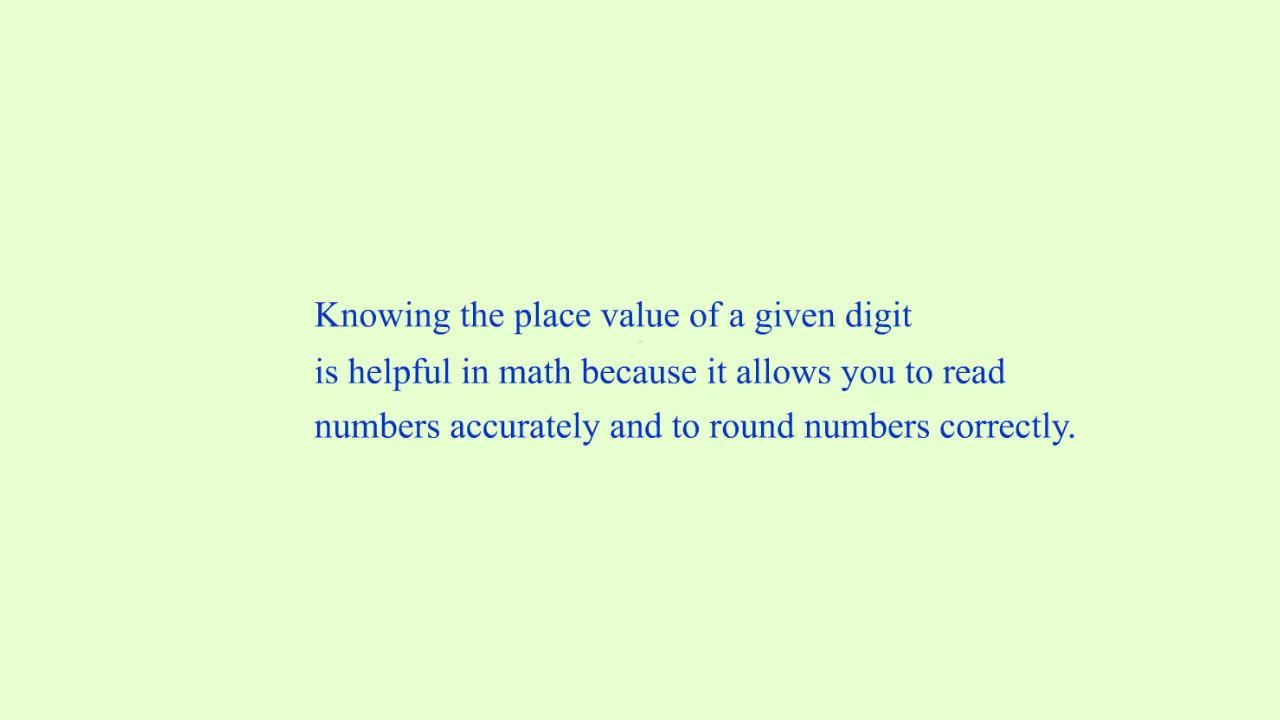 Knowing the place value of a given digit
is helpful in math because it allows you to read
numbers accurately and to round numbers correctly.